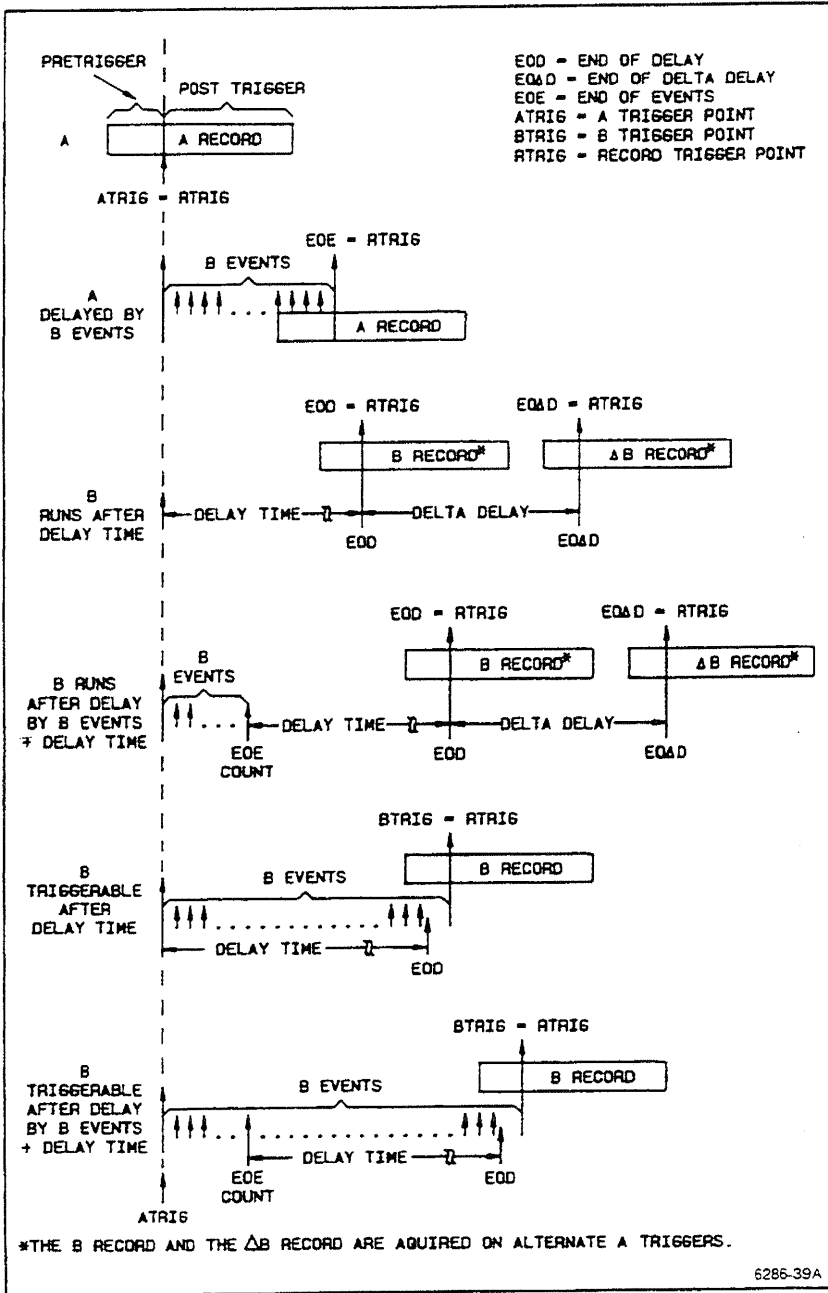 PRETRIGGER
POST TRIGGER
A
A RECORD
ATRIG = RTRIG
EOD = END OF DELAY
EOΔD = END OF DELTA DELAY
EOE = END OF EVENTS
ATRIG = A TRIGGER POINT
BTRIG = B TRIGGER POINT
RTRIG = RECORD TRIGGER POINT
A
DELAYED BY
B EVENTS
B EVENTS
. . .
EOE = RTRIG
A RECORD
B
RUNS AFTER
DELAY TIME
EOD = RTRIG
EOΔD = RTRIG
B RECORD*
ΔB RECORD*
DELAY TIME
DELTA DELAY
EOD
EOΔD
B RUNS
AFTER DELAY
BY B EVENTS
+ DELAY TIME
B
EVENTS
. . . .
EOE
COUNT
EOD = RTRIG
EOΔD = RTRIG
B RECORD*
ΔB RECORD*
DELAY TIME
DELTA DELAY
EOD
EOΔD
B
TRIGGERABLE
AFTER
DELAY TIME
BTRIG = RTRIG
B RECORD
B EVENTS
DELAY TIME
EOD
B
TRIGGERABLE
AFTER DELAY
BY B EVENTS
+ DELAY TIME
BTRIG = RTRIG
B RECORD
B EVENTS
EOE
COUNT
DELAY TIME
EOD
ATRIG
*THE B RECORD AND THE ΔB RECORD ARE AQUIRED ON ALTERNATE A TRIGGERS.
6286-39A